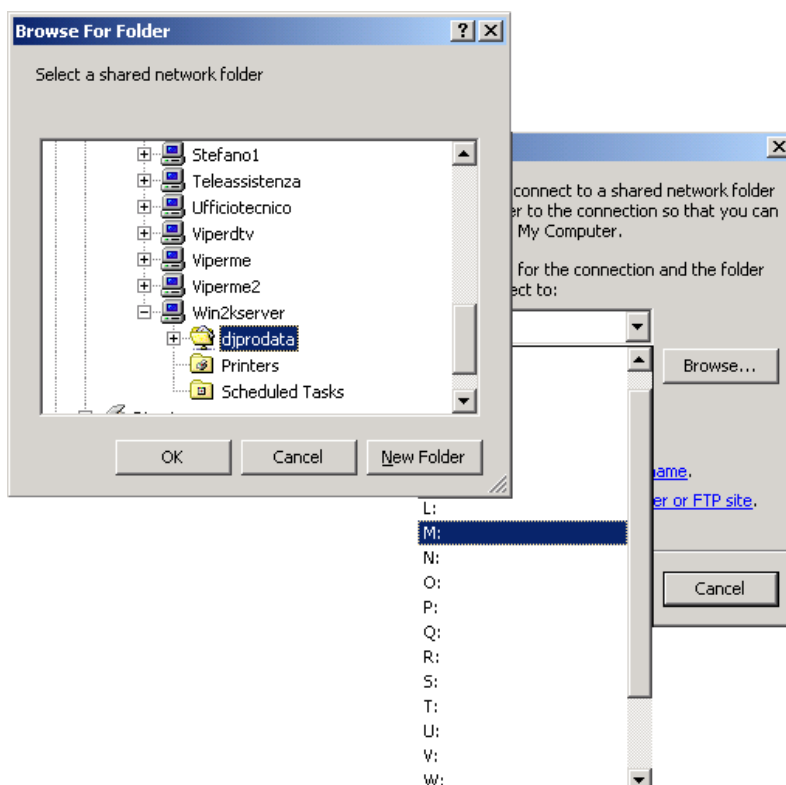 Browse For Folder
Select a shared network folder
Stefano1
Teleassistenza
Ufficiotecnico
Viperdtv
Viperme
Viperme2
Win2kserver
djprodata
Printers
Scheduled Tasks
OK
Cancel
New Folder
connect to a shared network folder
er to the connection so that you can
My Computer.
for the connection and the folder
ect to:
Browse...
ame.
er or FTP site.
Cancel
L:
M:
N:
O:
P:
Q:
R:
S:
T:
U:
V:
W: